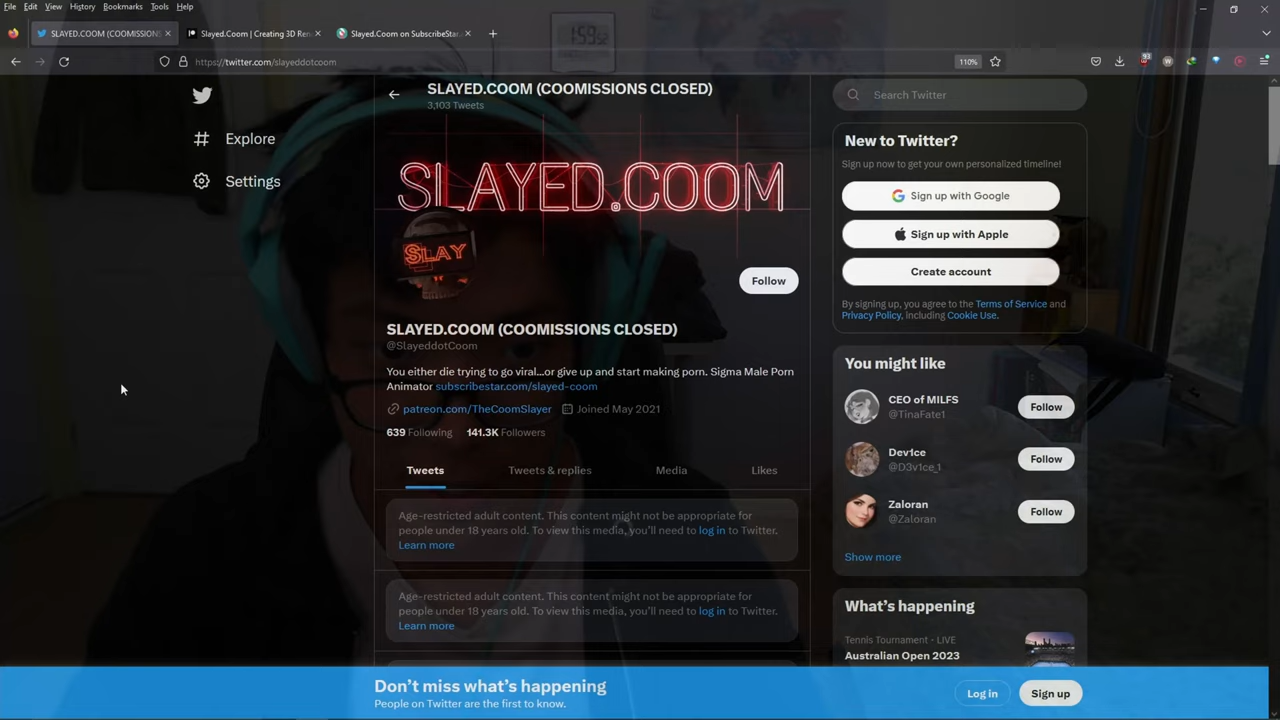 File Edit View History Bookmarks Tools Help
SLAYED.COOM (COOMISSIONS
Slayed.Coom | Creating 3D Ren
Slayed.Coom on SubscribeStar.
https://twitter.com/slayeddotcoom
110%
93
SLAYED.COOM (COOMISSIONS CLOSED)
3,103 Tweets
Explore
Settings
SLAYED.COOM
SLAY
Follow
SLAYED.COOM (COOMISSIONS CLOSED)
@SlayeddotCoom
You either die trying to go viral...or give up and start making porn. Sigma Male Porn
Animator subscribestar.com/slayed-coom
patreon.com/TheCoomSlayer Joined May 2021
639 Following 141.3K Followers
Tweets Tweets & replies Media Likes
Age-restricted adult content. This content might not be appropriate for
people under 18 years old. To view this media, you'll need to log in to Twitter.
Learn more
Age-restricted adult content. This content might not be appropriate for
people under 18 years old. To view this media, you'll need to log in to Twitter.
Learn more
Search Twitter
New to Twitter?
Sign up now to get your own personalized timeline!
Sign up with Google
Sign up with Apple
Create account
By signing up, you agree to the Terms of Service and
Privacy Policy, including Cookie Use.
You might like
CEO of MILFS
@TinaFate1
Follow
Dev1ce
@D3v1ce_1
Follow
Zaloran
@Zaloran
Follow
Show more
What's happening
Tennis Tournament · LIVE
Australian Open 2023
Don't miss what's happening
People on Twitter are the first to know.
Log in
Sign up